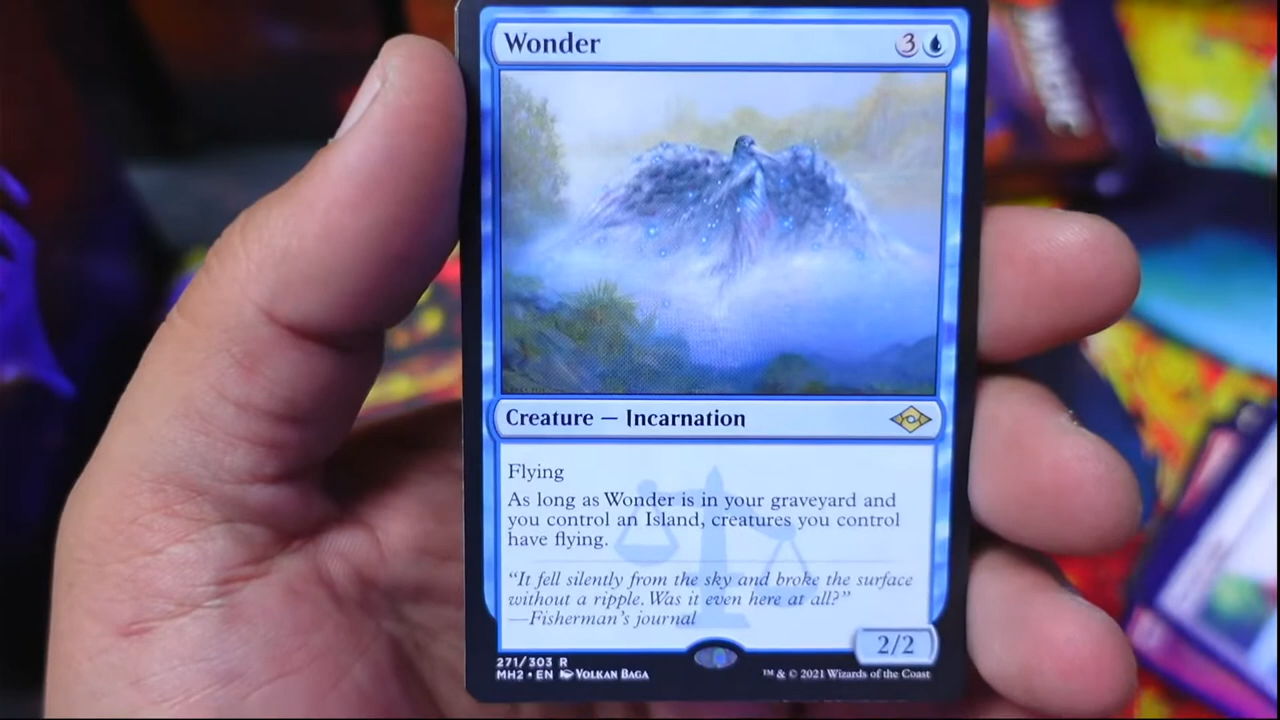 Wonder 3
Creature — Incarnation
Flying
As long as Wonder is in your graveyard and
you control an Island, creatures you control
have flying.
“It fell silently from the sky and broke the surface
without a ripple. Was it even here at all?”
—Fisherman’s journal
2/2
271/303 R
MH2 • EN VOLKAN BAGA
™ & © 2021 Wizards of the Coast